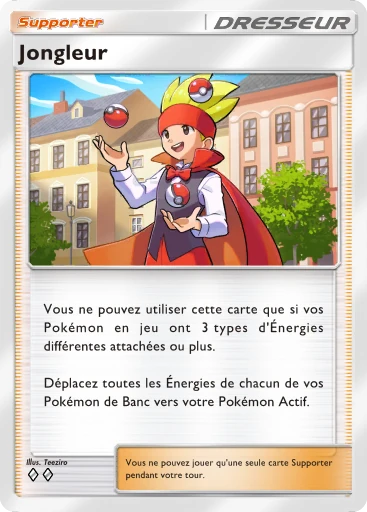 Supporter
DRESSEUR
Jongleur
Vous ne pouvez utiliser cette carte que si vos
Pokémon en jeu ont 3 types d'Énergies
différentes attachées ou plus.
Déplacez toutes les Énergies de chacun de vos
Pokémon de Banc vers votre Pokémon Actif.
Illus. Teeziro
Vous ne pouvez jouer qu'une seule carte Supporter
pendant votre tour.